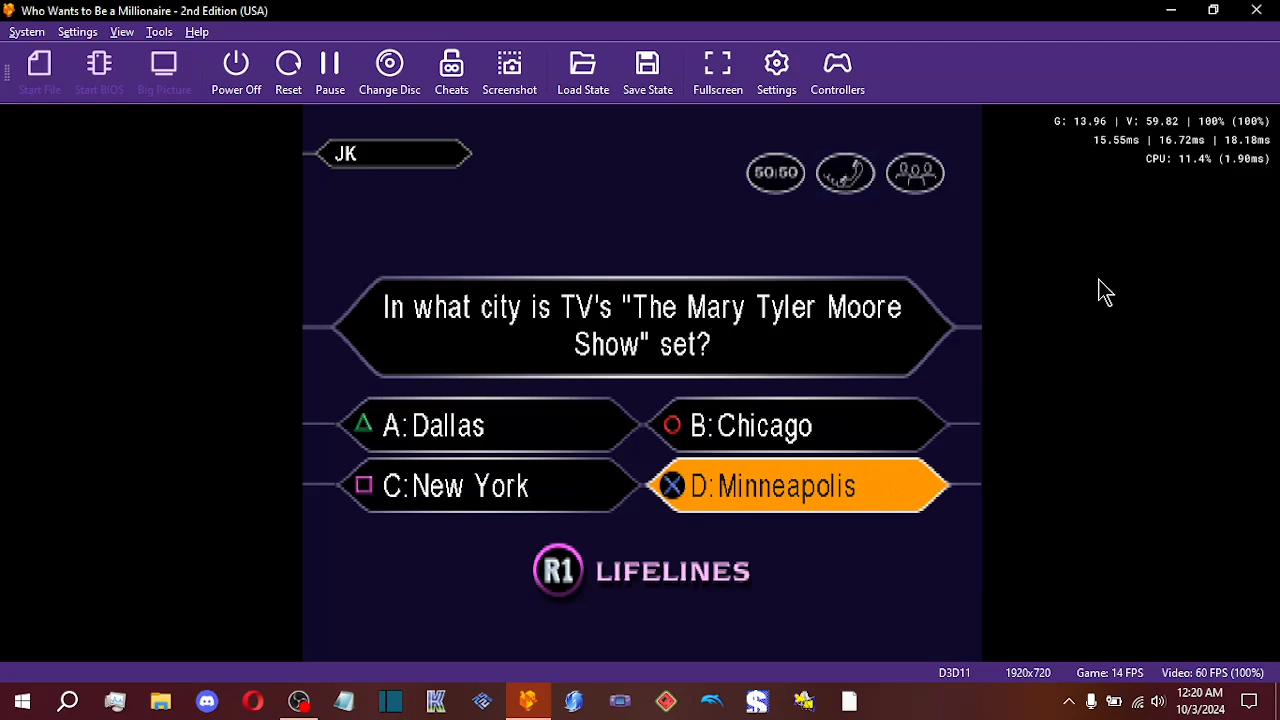 Who Wants to Be a Millionaire - 2nd Edition (USA)
System Settings View Tools Help
Start File Start BIOS Big Picture Power Off Reset Pause Change Disc Cheats Screenshot Load State Save State Fullscreen Settings Controllers
G: 13.96 | V: 59.82 | 100% (100%)
15.55ms | 16.72ms | 18.18ms
CPU: 11.4% (1.90ms)
JK
50:50
In what city is TV's "The Mary Tyler Moore
Show" set?
A: Dallas
B: Chicago
C: New York
D: Minneapolis
R1 LIFELINES
D3D11 1920x720 Game: 14 FPS Video: 60 FPS (100%)
12:20 AM
10/3/2024